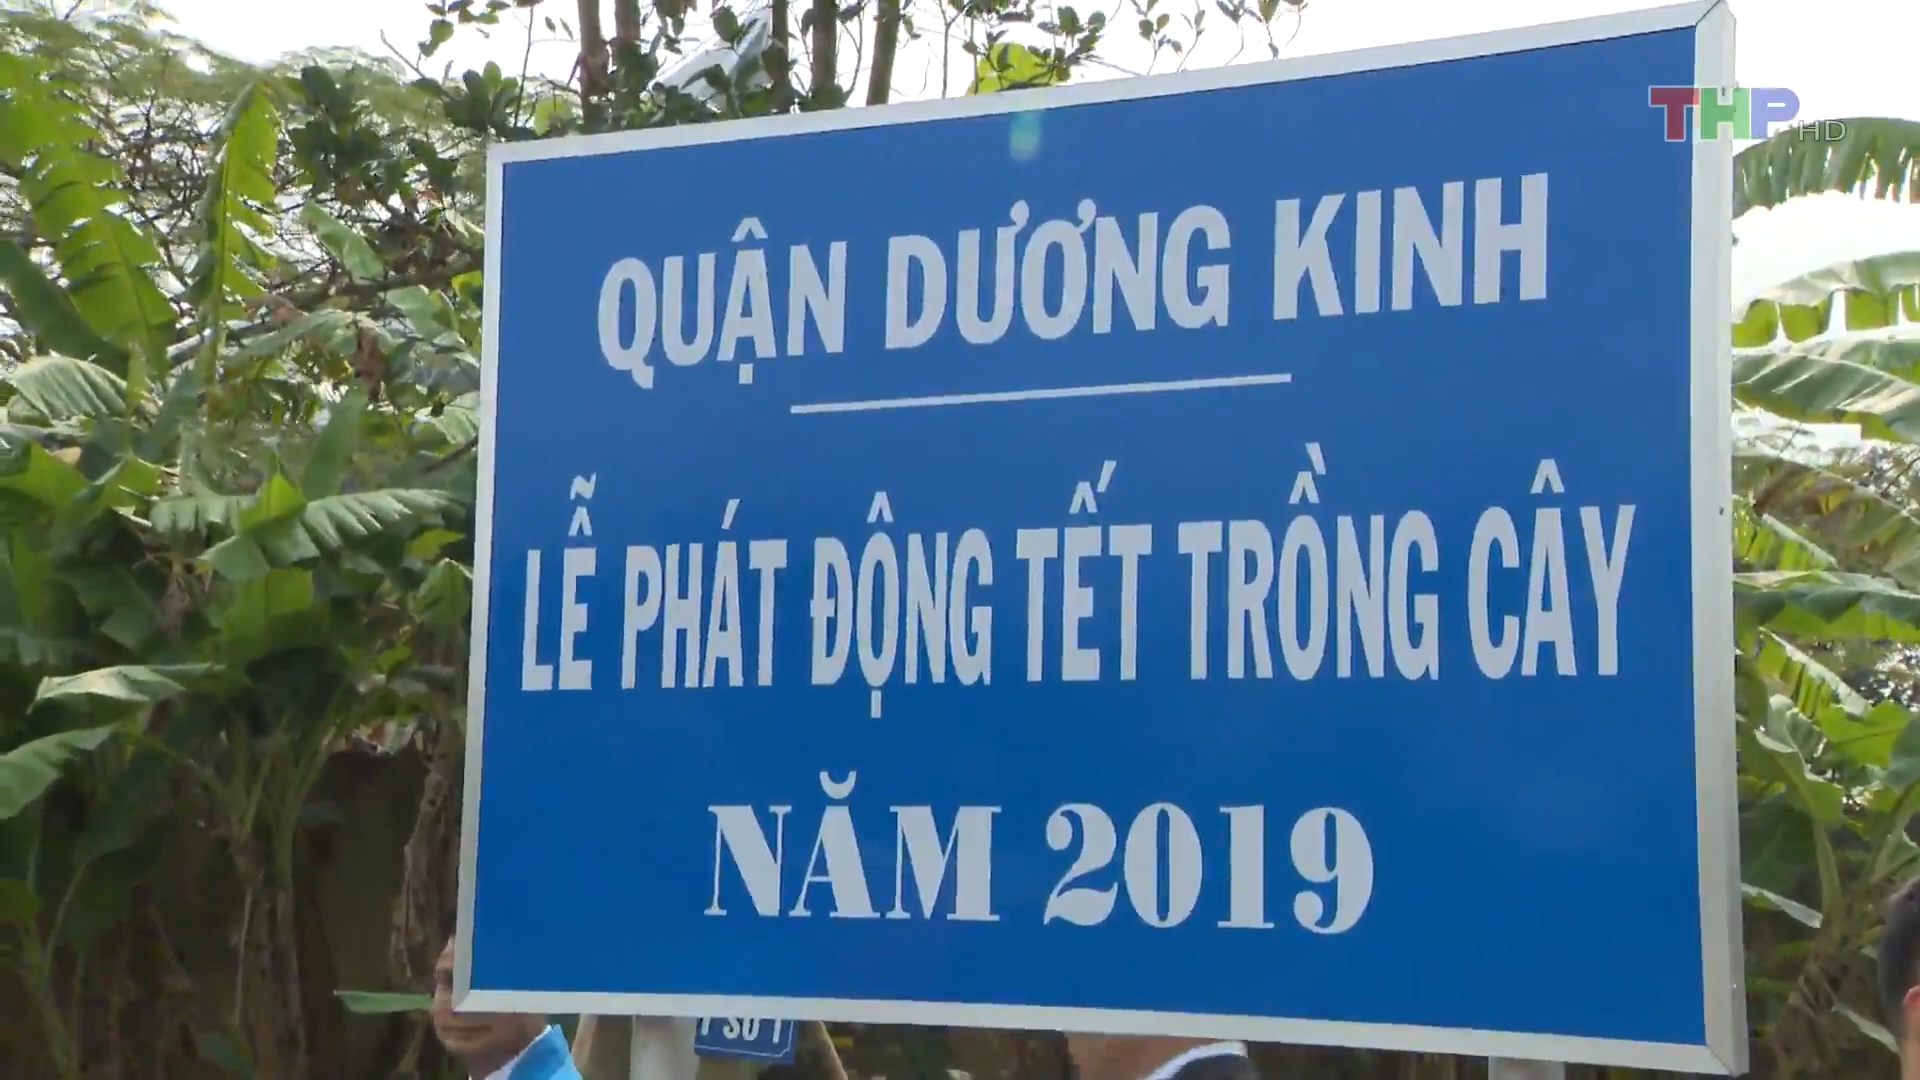 THP HD
QUẬN DƯƠNG KINH
LỄ PHÁT ĐỘNG TẾT TRỒNG CÂY
NĂM 2019